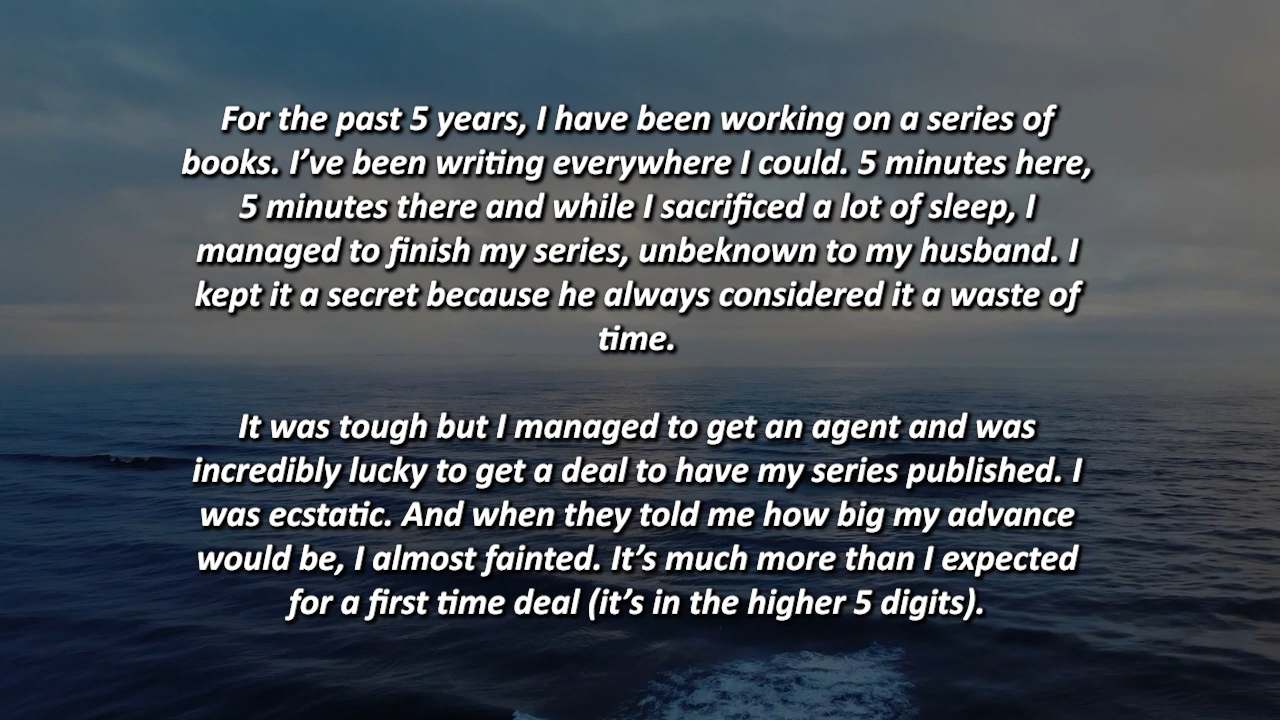 For the past 5 years, I have been working on a series of
books. I’ve been writing everywhere I could. 5 minutes here,
5 minutes there and while I sacrificed a lot of sleep, I
managed to finish my series, unbeknown to my husband. I
kept it a secret because he always considered it a waste of
time.
It was tough but I managed to get an agent and was
incredibly lucky to get a deal to have my series published. I
was ecstatic. And when they told me how big my advance
would be, I almost fainted. It’s much more than I expected
for a first time deal (it’s in the higher 5 digits).